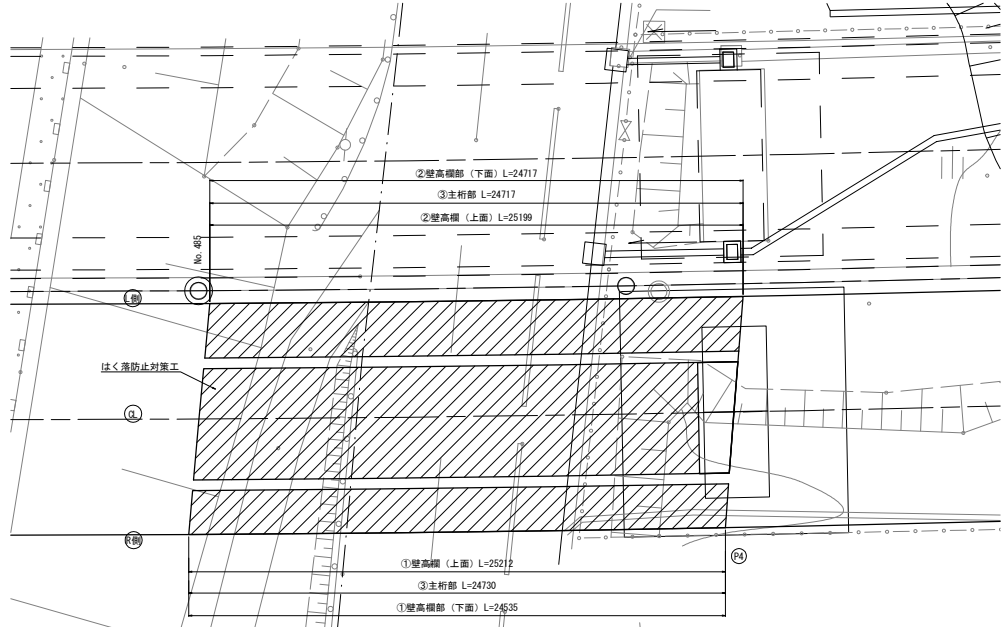 ②壁高欄部（下面）L=24717
③主桁部 L=24717
②壁高欄（上面）L=25199
No. 485
L側
はく落防止対策工
CL
R側
P4
①壁高欄（上面）L=25212
③主桁部 L=24730
①壁高欄部（下面）L=24535